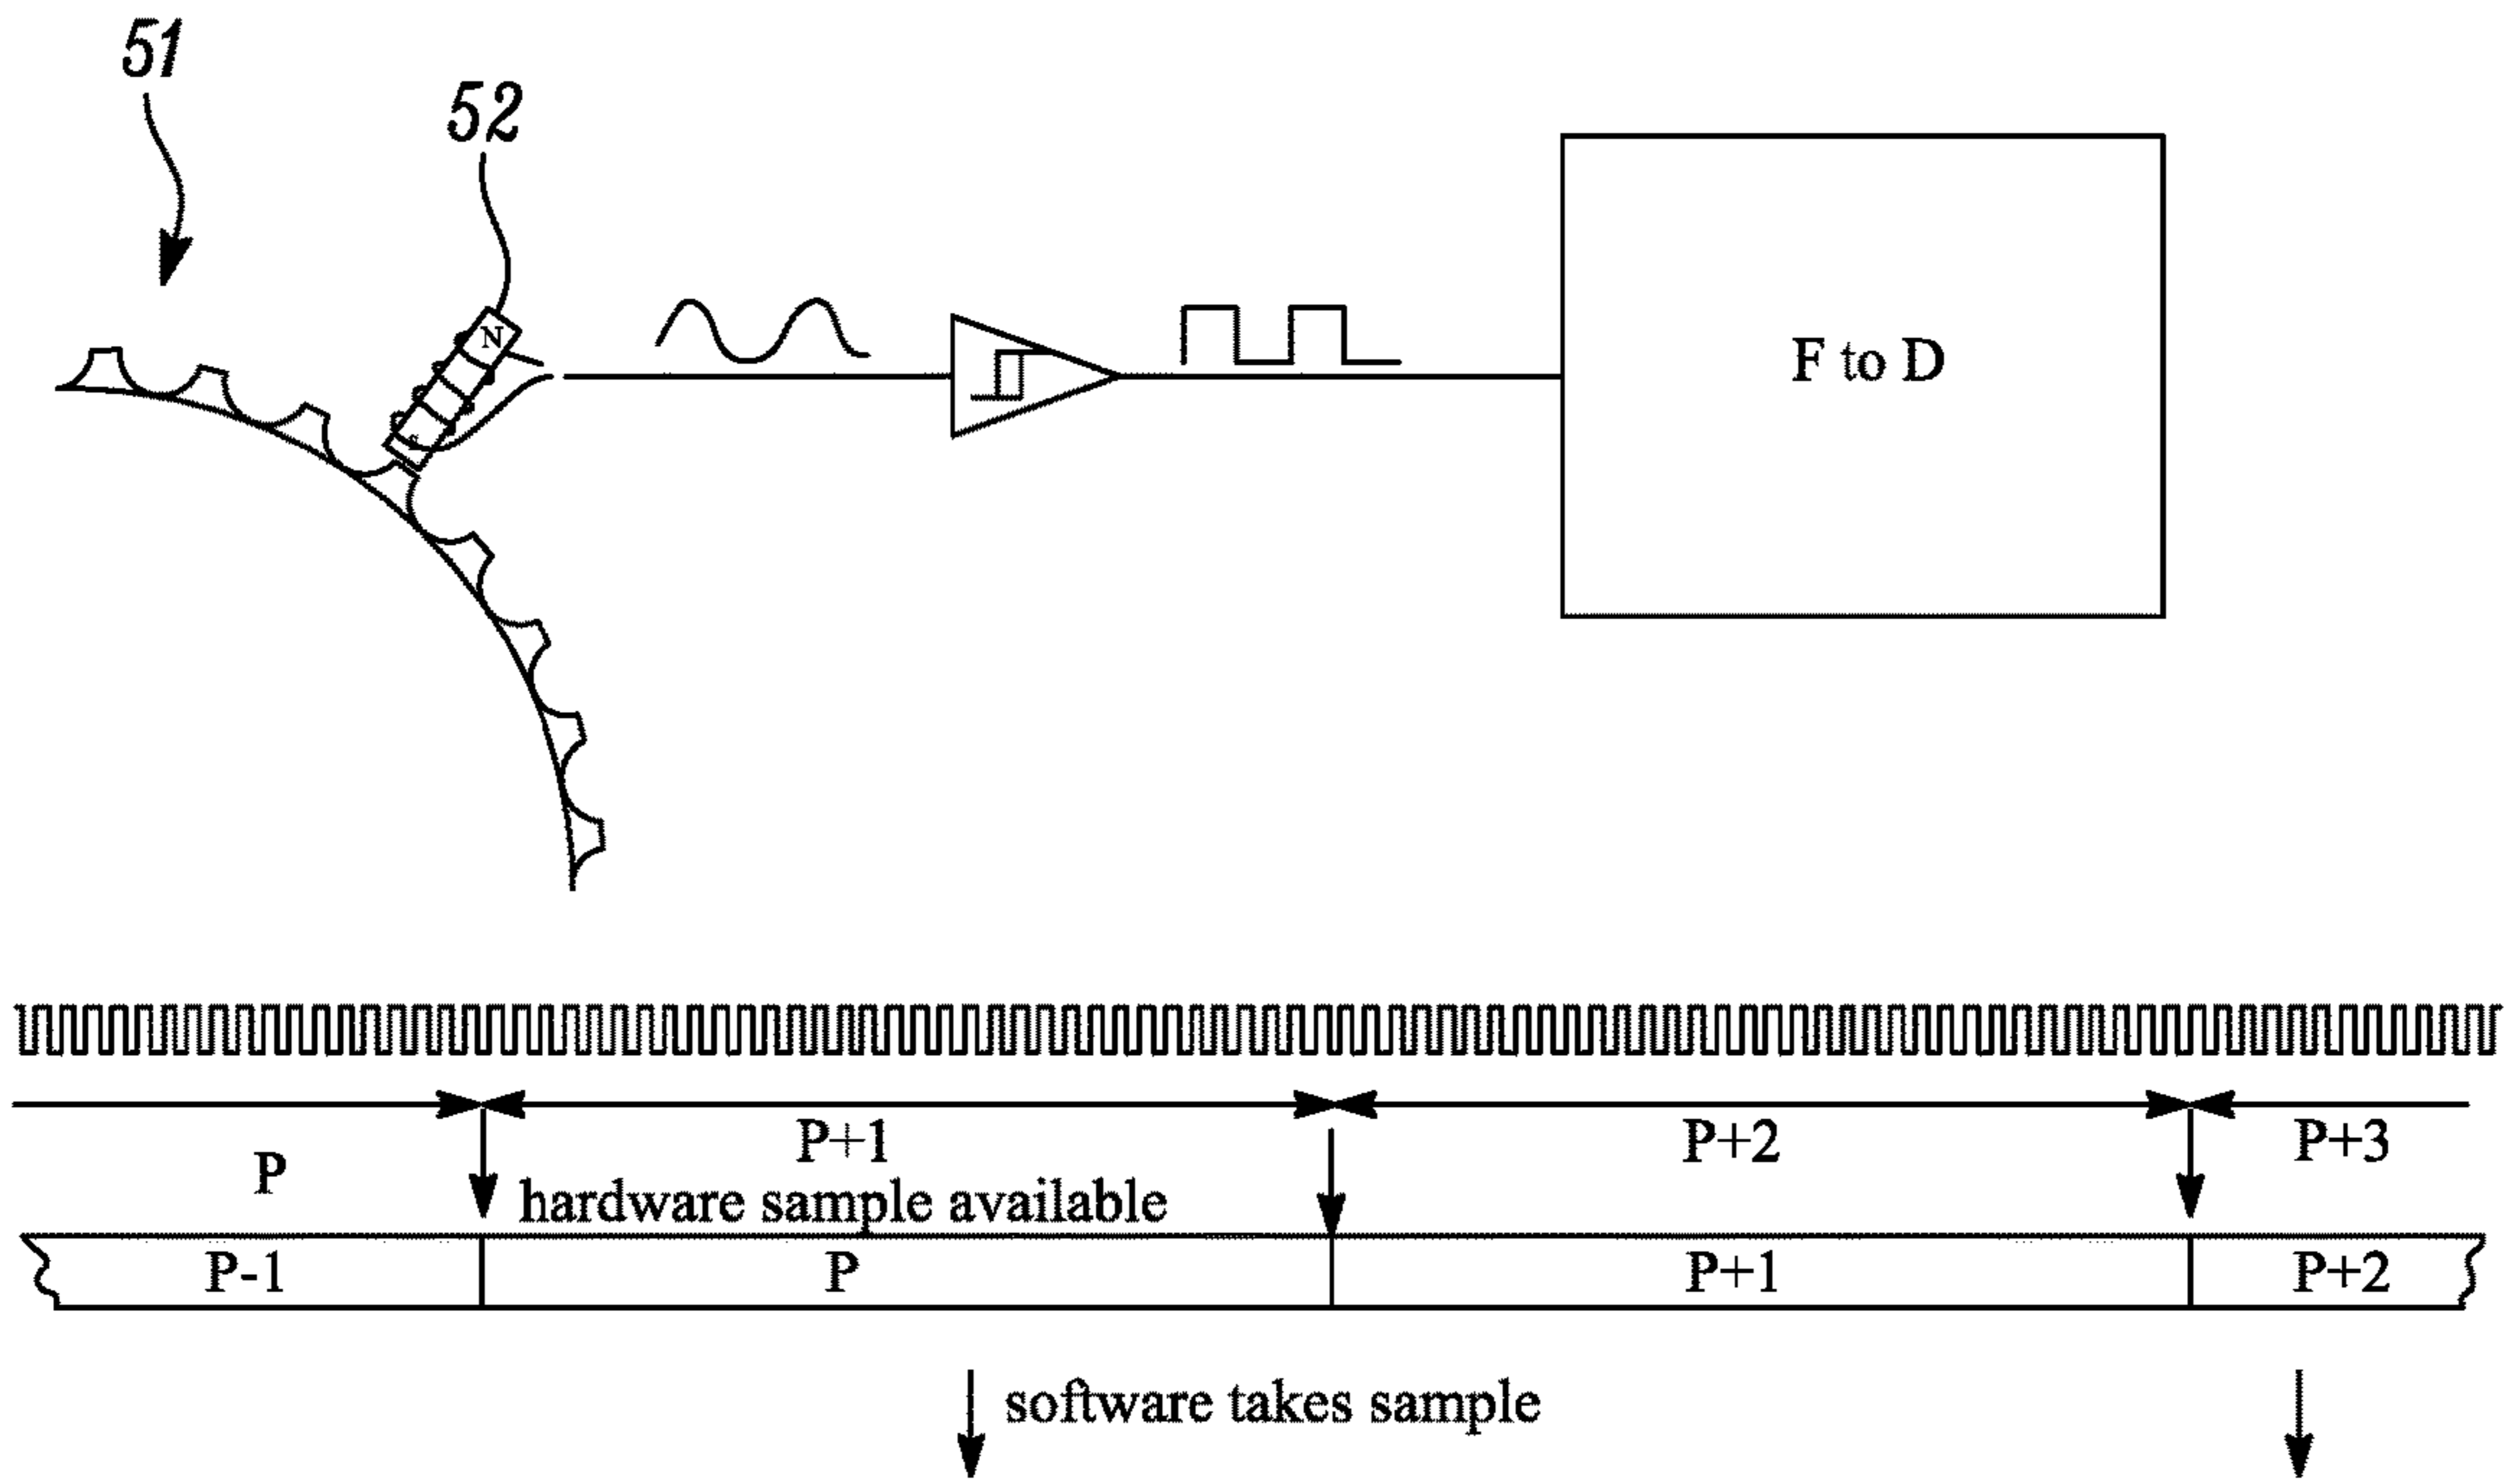 51
52
N
F to D
P+1
P+2
P+3
P
hardware sample available
P-1
P
P+1
P+2
software takes sample